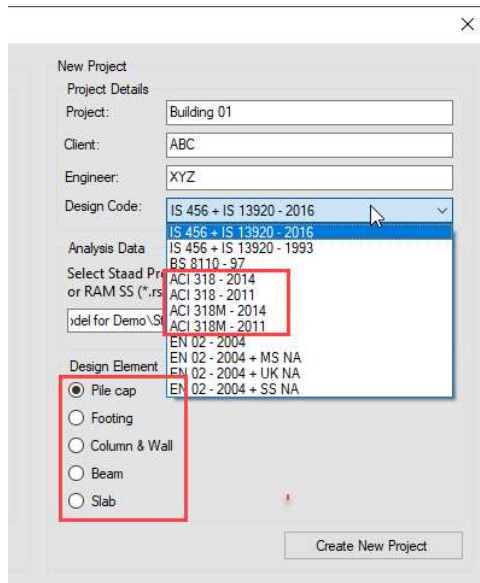 New Project
Project Details
Project: Building 01
Client: ABC
Engineer: XYZ
Design Code: IS 456 + IS 13920 - 2016
IS 456 + IS 13920 - 2016
Analysis Data IS 456 + IS 13920 - 1993
BS 8110 - 97
Select Staad Pr ACI 318 - 2014
or RAM SS (*.rs ACI 318 - 2011
ACI 318M - 2014
odel for Demo\St ACI 318M - 2011
EN 02 - 2004
Design Element EN 02 - 2004 + MS NA
EN 02 - 2004 + UK NA
Pile cap EN 02 - 2004 + SS NA
Footing
Column & Wall
Beam
Slab
Create New Project